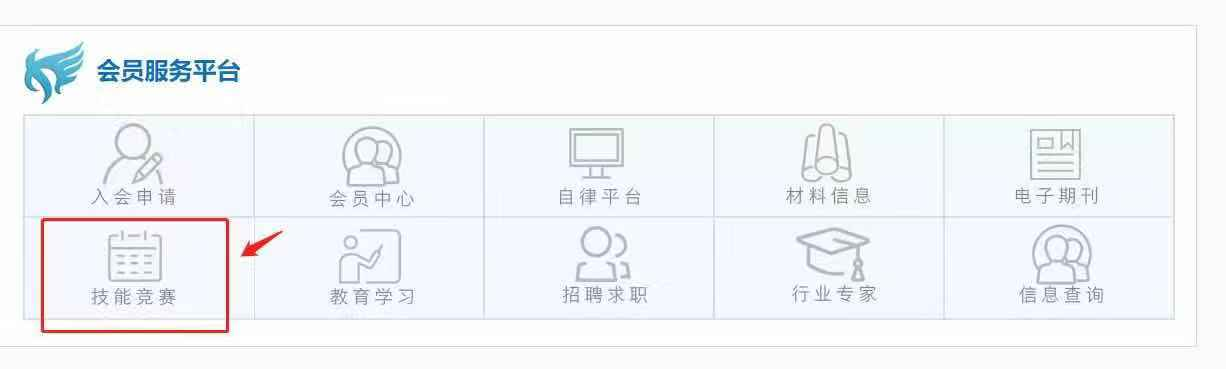 会员服务平台
入会申请
会员中心
自律平台
材料信息
电子期刊
技能竞赛
教育学习
招聘求职
行业专家
信息查询